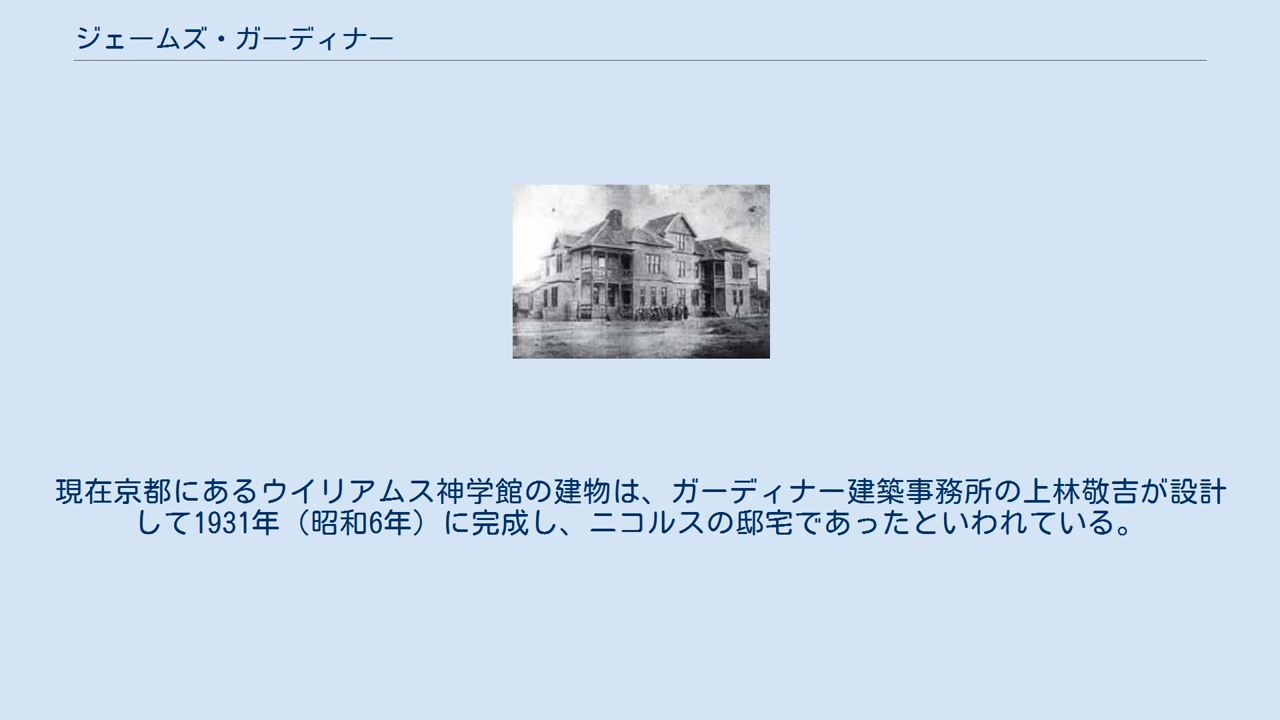 ジェームズ・ガーディナー
現在京都にあるウイリアムス神学館の建物は、ガーディナー建築事務所の上林敬吉が設計
して1931年（昭和6年）に完成し、ニコルスの邸宅であったといわれている。